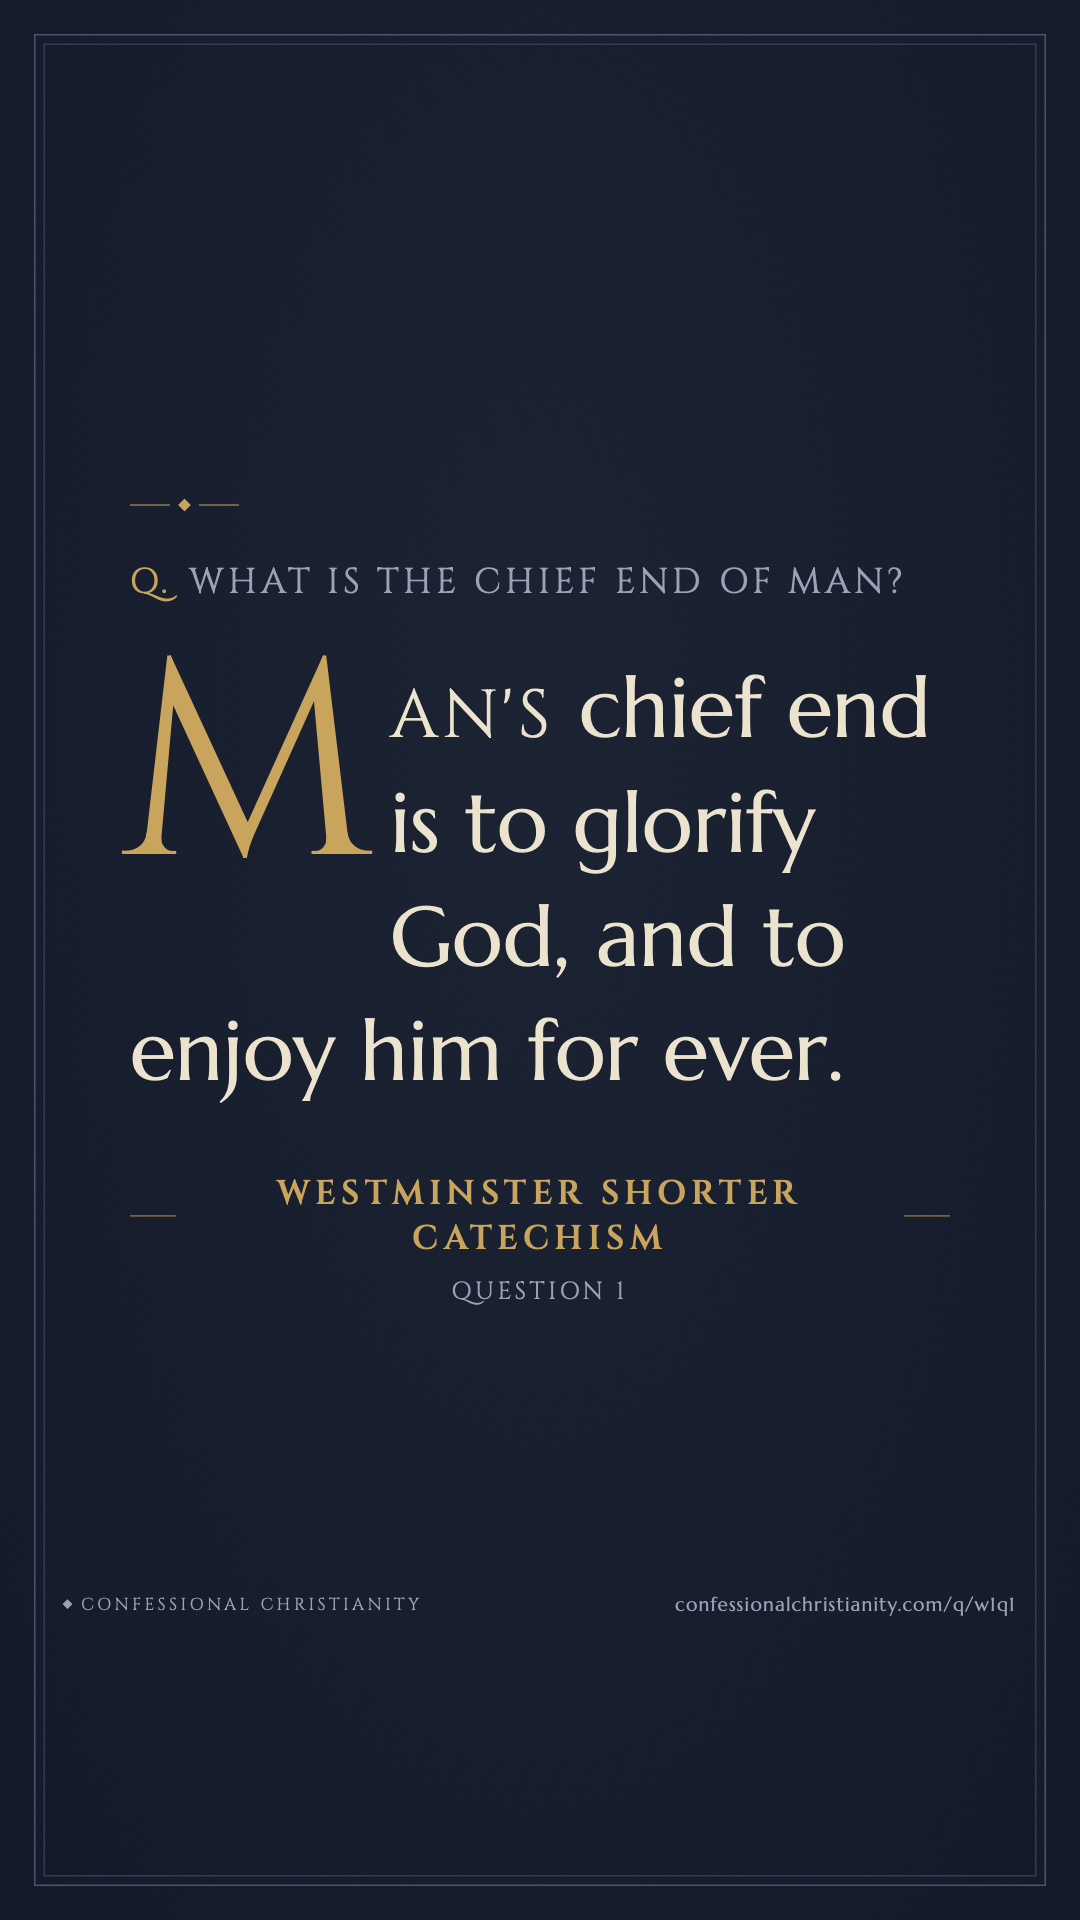 Q. WHAT IS THE CHIEF END OF MAN?
MAN'S chief end
is to glorify
God, and to
enjoy him for ever.
WESTMINSTER SHORTER
CATECHISM
QUESTION 1
CONFESSIONAL CHRISTIANITY
confessionalchristianity.com/q/w1q1